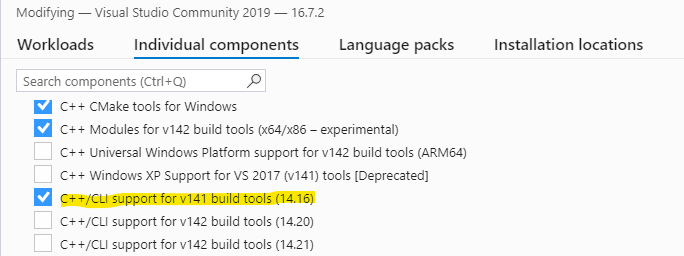 Modifying — Visual Studio Community 2019 — 16.7.2
Workloads Individual components Language packs Installation locations
Search components (Ctrl+Q)
C++ CMake tools for Windows
C++ Modules for v142 build tools (x64/x86 – experimental)
C++ Universal Windows Platform support for v142 build tools (ARM64)
C++ Windows XP Support for VS 2017 (v141) tools [Deprecated]
C++/CLI support for v141 build tools (14.16)
C++/CLI support for v142 build tools (14.20)
C++/CLI support for v142 build tools (14.21)